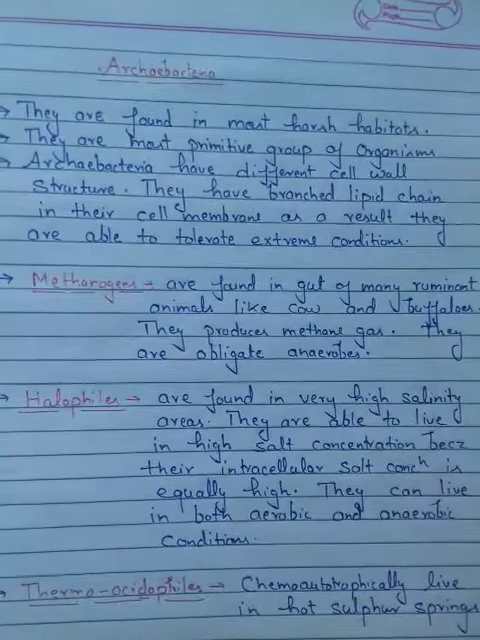 Date
Page
Archaebacteria
→ They are found in most harsh habitats.
→ They are most primitive group of Organisms
→ Archaebacteria have different cell wall
structure. They have branched lipid chain
in their cell membrane as a result they
are able to tolerate extreme conditions.
→ Methanogens - are found in gut of many ruminant
animals like cow and buffaloes.
They produces methane gas. They
are obligate anaerobes.
→ Halophiles → are found in very high salinity
areas. They are able to live
in high salt concentration becz
their intracellular salt conc^n is
equally high. They can live
in both aerobic and anaerobic
conditions.
→ Thermo-acidophiles → Chemoautotrophically live
in hot sulphur springs